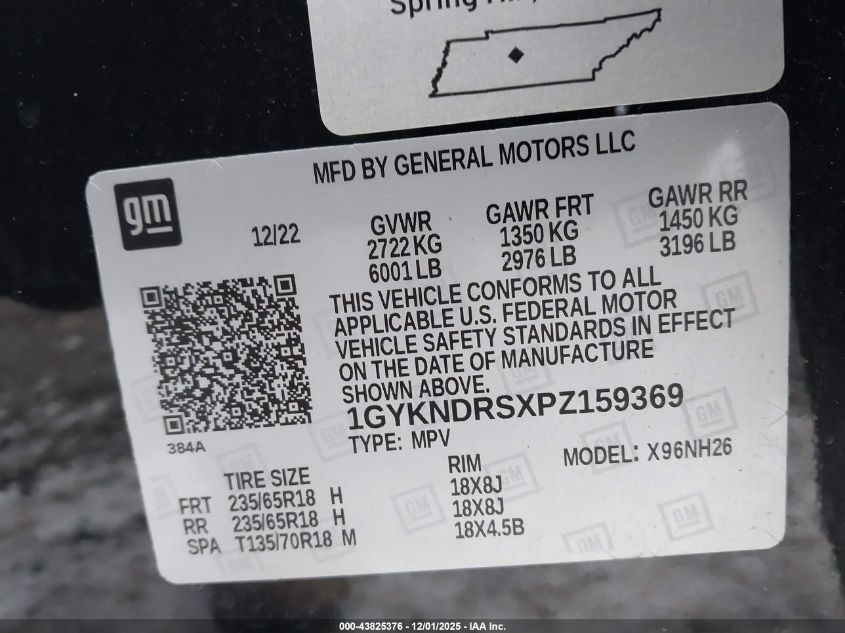 Spring
MFD BY GENERAL MOTORS LLC
gm
12/22
GVWR
2722 KG
6001 LB
GAWR FRT
1350 KG
2976 LB
GAWR RR
1450 KG
3196 LB
THIS VEHICLE CONFORMS TO ALL
APPLICABLE U.S. FEDERAL MOTOR
VEHICLE SAFETY STANDARDS IN EFFECT
ON THE DATE OF MANUFACTURE
SHOWN ABOVE.
1GYKNDRSXPZ159369
384A
TYPE: MPV
MODEL: X96NH26
TIRE SIZE
RIM
FRT 235/65R18 H 18X8J
RR 235/65R18 H 18X8J
SPA T135/70R18 M 18X4.5B
000-43825376 - 12/01/2025 - IAA Inc.